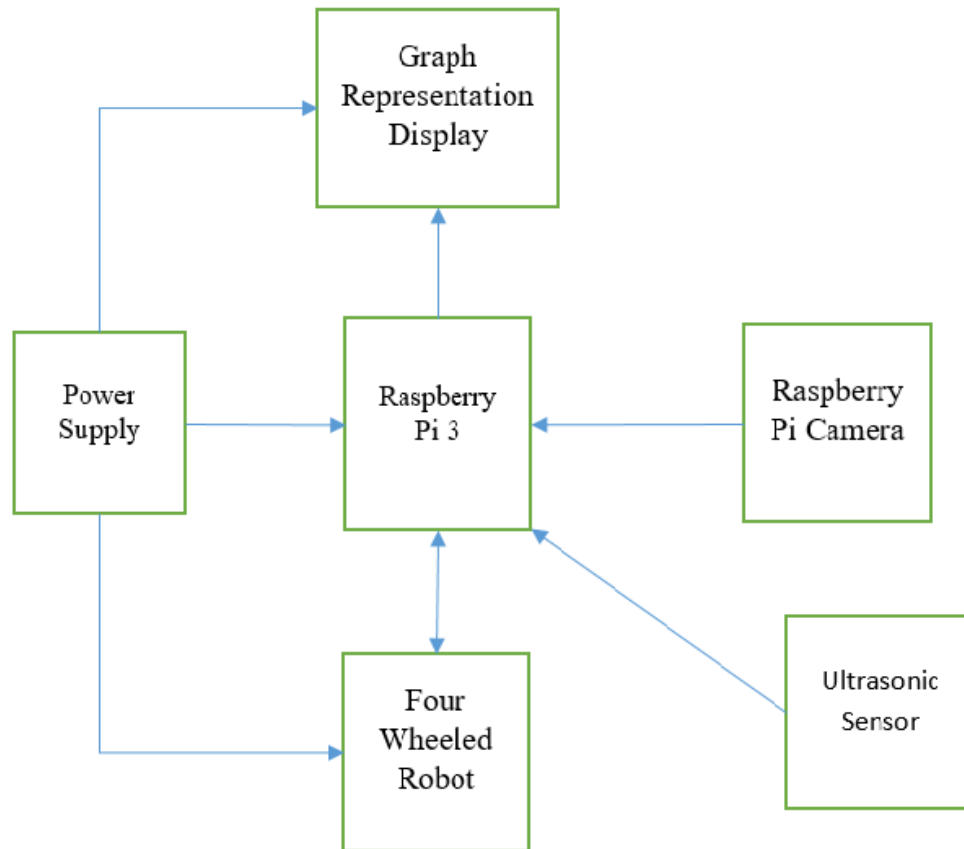 Graph
Representation
Display
Power
Supply
Raspberry
Pi 3
Raspberry
Pi Camera
Four
Wheeled
Robot
Ultrasonic
Sensor